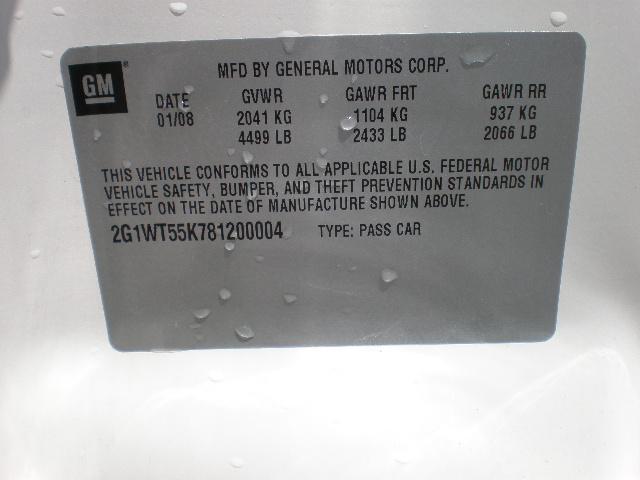 GM
MFD BY GENERAL MOTORS CORP.
DATE GVWR GAWR FRT GAWR RR
01/08 2041 KG 1104 KG 937 KG
4499 LB 2433 LB 2066 LB
THIS VEHICLE CONFORMS TO ALL APPLICABLE U.S. FEDERAL MOTOR
VEHICLE SAFETY, BUMPER, AND THEFT PREVENTION STANDARDS IN
EFFECT ON THE DATE OF MANUFACTURE SHOWN ABOVE.
2G1WT55K781200004 TYPE: PASS CAR